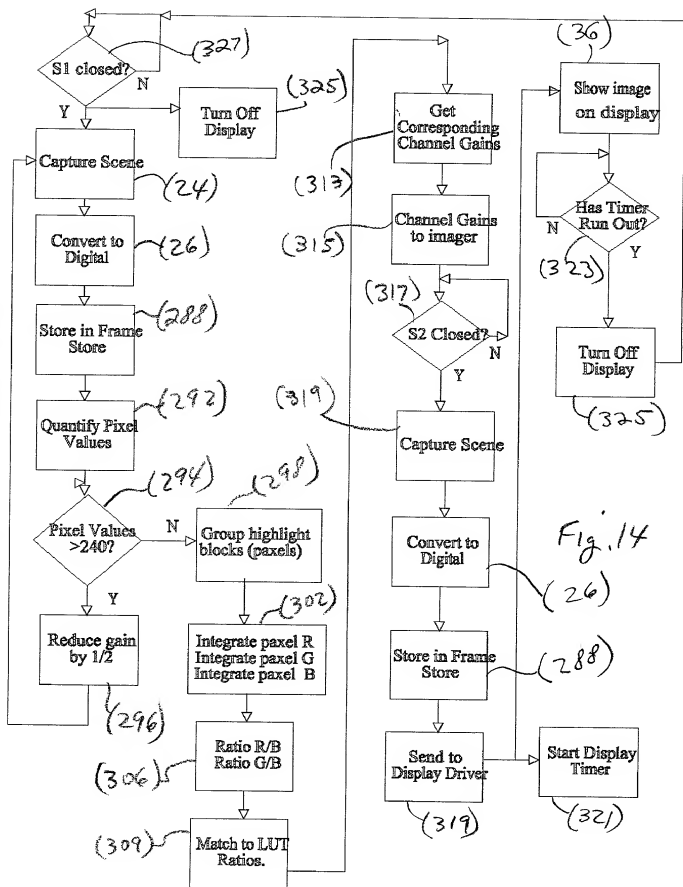 (327)
S1 closed?
N
Y
(325)
Turn Off
Display
Capture Scene
(24)
Convert to
Digital
(26)
(288)
Store in Frame
Store
(292)
Quantify Pixel
Values
(294)
Pixel Values
>240?
N
Y
Reduce gain
by 1/2
(296)
(298)
Group highlight
blocks (paxels)
(302)
Integrate paxel R
Integrate paxel G
Integrate paxel B
Ratio R/B
Ratio G/B
(306)
(309)
Match to LUT
Ratios.
Get
Corresponding
Channel Gains
(313)
Channel Gains
to imager
(315)
(317)
S2 Closed?
N
Y
(319)
Capture Scene
Convert to
Digital
(26)
Store in Frame
Store
(288)
Send to
Display Driver
(319)
Start Display
Timer
(321)
(36)
Show image
on display
Has Timer
Run Out?
N
Y
(323)
Turn Off
Display
(325)
Fig. 14